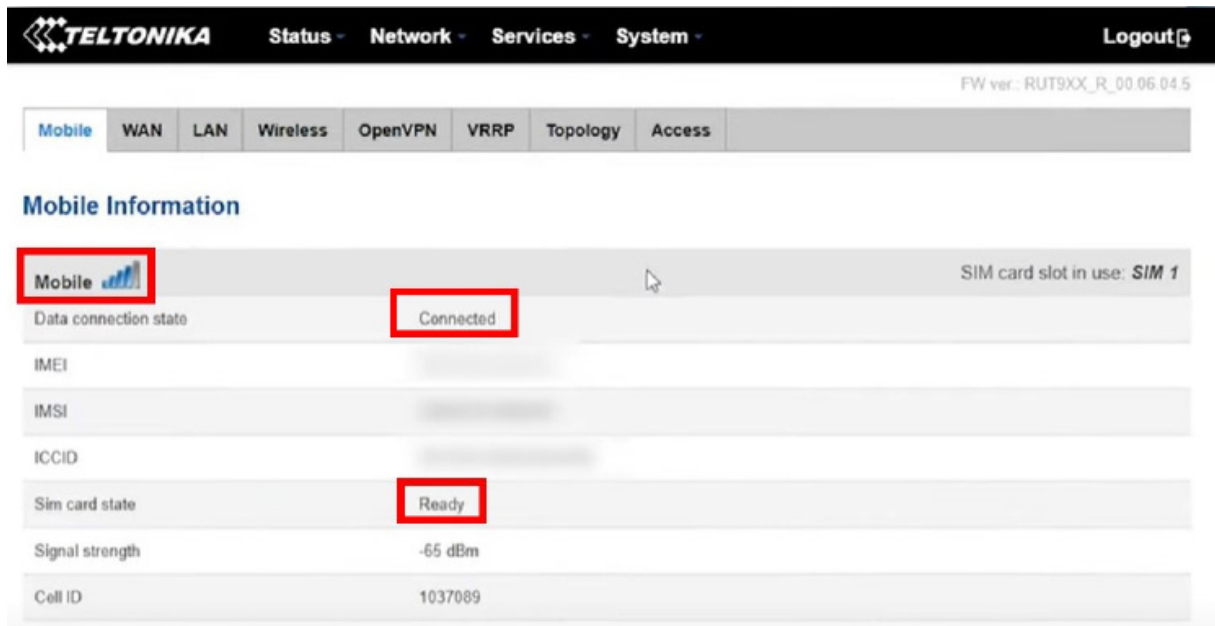 TELTONIKA Status Network Services System Logout
FW ver.: RUT9XX_R_00.06.04.5
Mobile WAN LAN Wireless OpenVPN VRRP Topology Access
Mobile Information
Mobile SIM card slot in use: SIM 1
Data connection state Connected
IMEI
IMSI
ICCID
Sim card state Ready
Signal strength -65 dBm
Cell ID 1037089